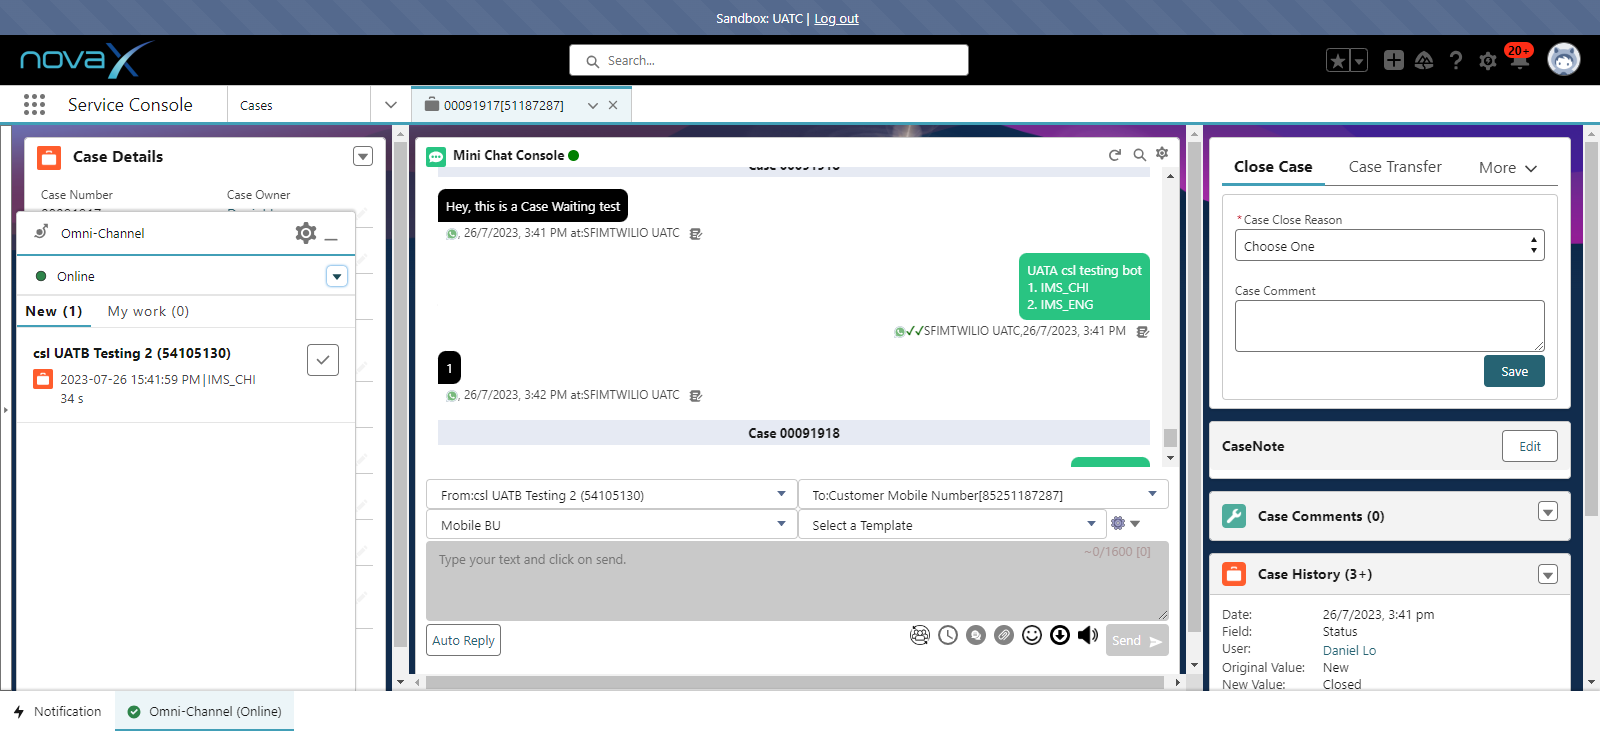 Sandbox: UATC | Log out
novaX
Search...
20+
Service Console
Cases
00091917[51187287]
Case Details
Case Number
Case Owner
Omni-Channel
Online
New (1)
My work (0)
csl UATB Testing 2 (54105130)
2023-07-26 15:41:59 PM|IMS_CHI
34 s
Mini Chat Console
Case 00091918
Hey, this is a Case Waiting test
, 26/7/2023, 3:41 PM at:SFIMTWILIO UATC
UATA csl testing bot
1. IMS_CHI
2. IMS_ENG
SFIMTWILIO UATC,26/7/2023, 3:41 PM
1
, 26/7/2023, 3:42 PM at:SFIMTWILIO UATC
Case 00091918
From:csl UATB Testing 2 (54105130)
To:Customer Mobile Number[85251187287]
Mobile BU
Select a Template
Type your text and click on send.
~0/1600 [0]
Auto Reply
Send
Close Case
Case Transfer
More
*Case Close Reason
Choose One
Case Comment
Save
CaseNote
Edit
Case Comments (0)
Case History (3+)
Date: 26/7/2023, 3:41 pm
Field: Status
User: Daniel Lo
Original Value: New
New Value: Closed
Notification
Omni-Channel (Online)